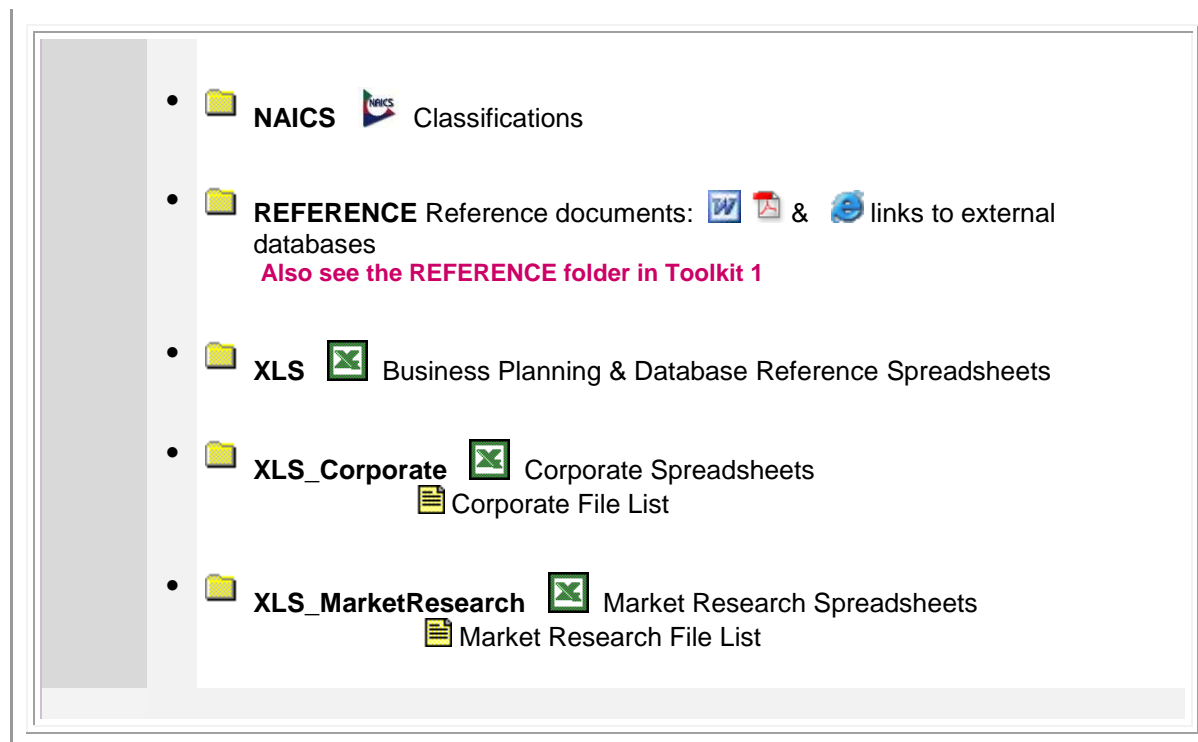 • NAICS NAICS Classifications
• REFERENCE Reference documents: W & links to external
databases
Also see the REFERENCE folder in Toolkit 1
• XLS Business Planning & Database Reference Spreadsheets
• XLS_Corporate Corporate Spreadsheets
Corporate File List
• XLS_MarketResearch Market Research Spreadsheets
Market Research File List